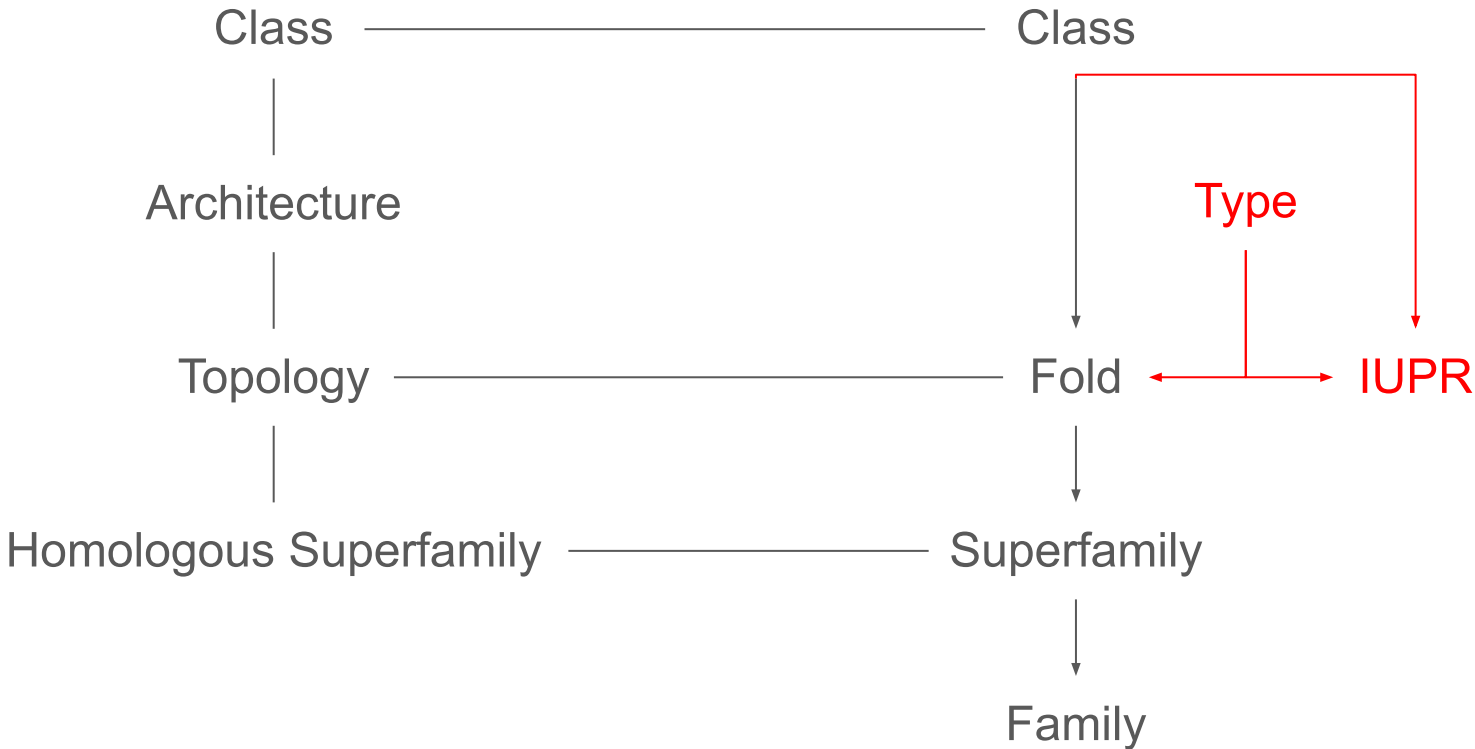 Class
Class
Architecture
Type
Topology
Fold
IUPR
Homologous Superfamily
Superfamily
Family